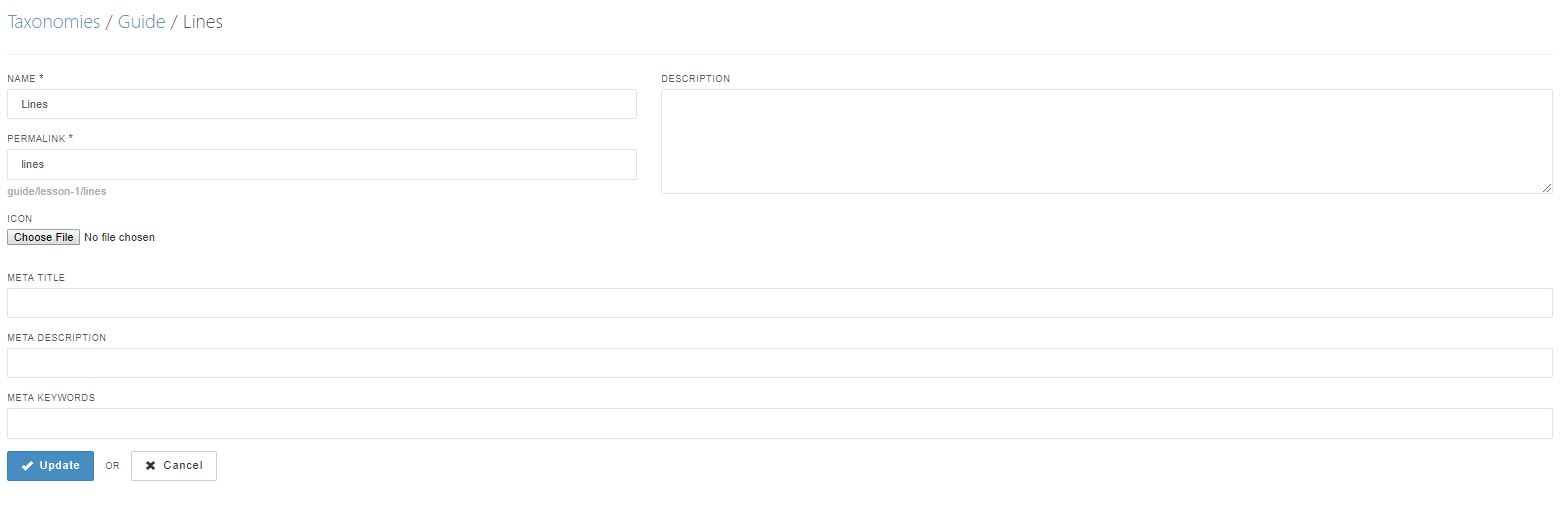 Taxonomies / Guide / Lines
NAME *
Lines
PERMALINK *
lines
guide/lesson-1/lines
DESCRIPTION
ICON
Choose File No file chosen
META TITLE
META DESCRIPTION
META KEYWORDS
Update OR Cancel